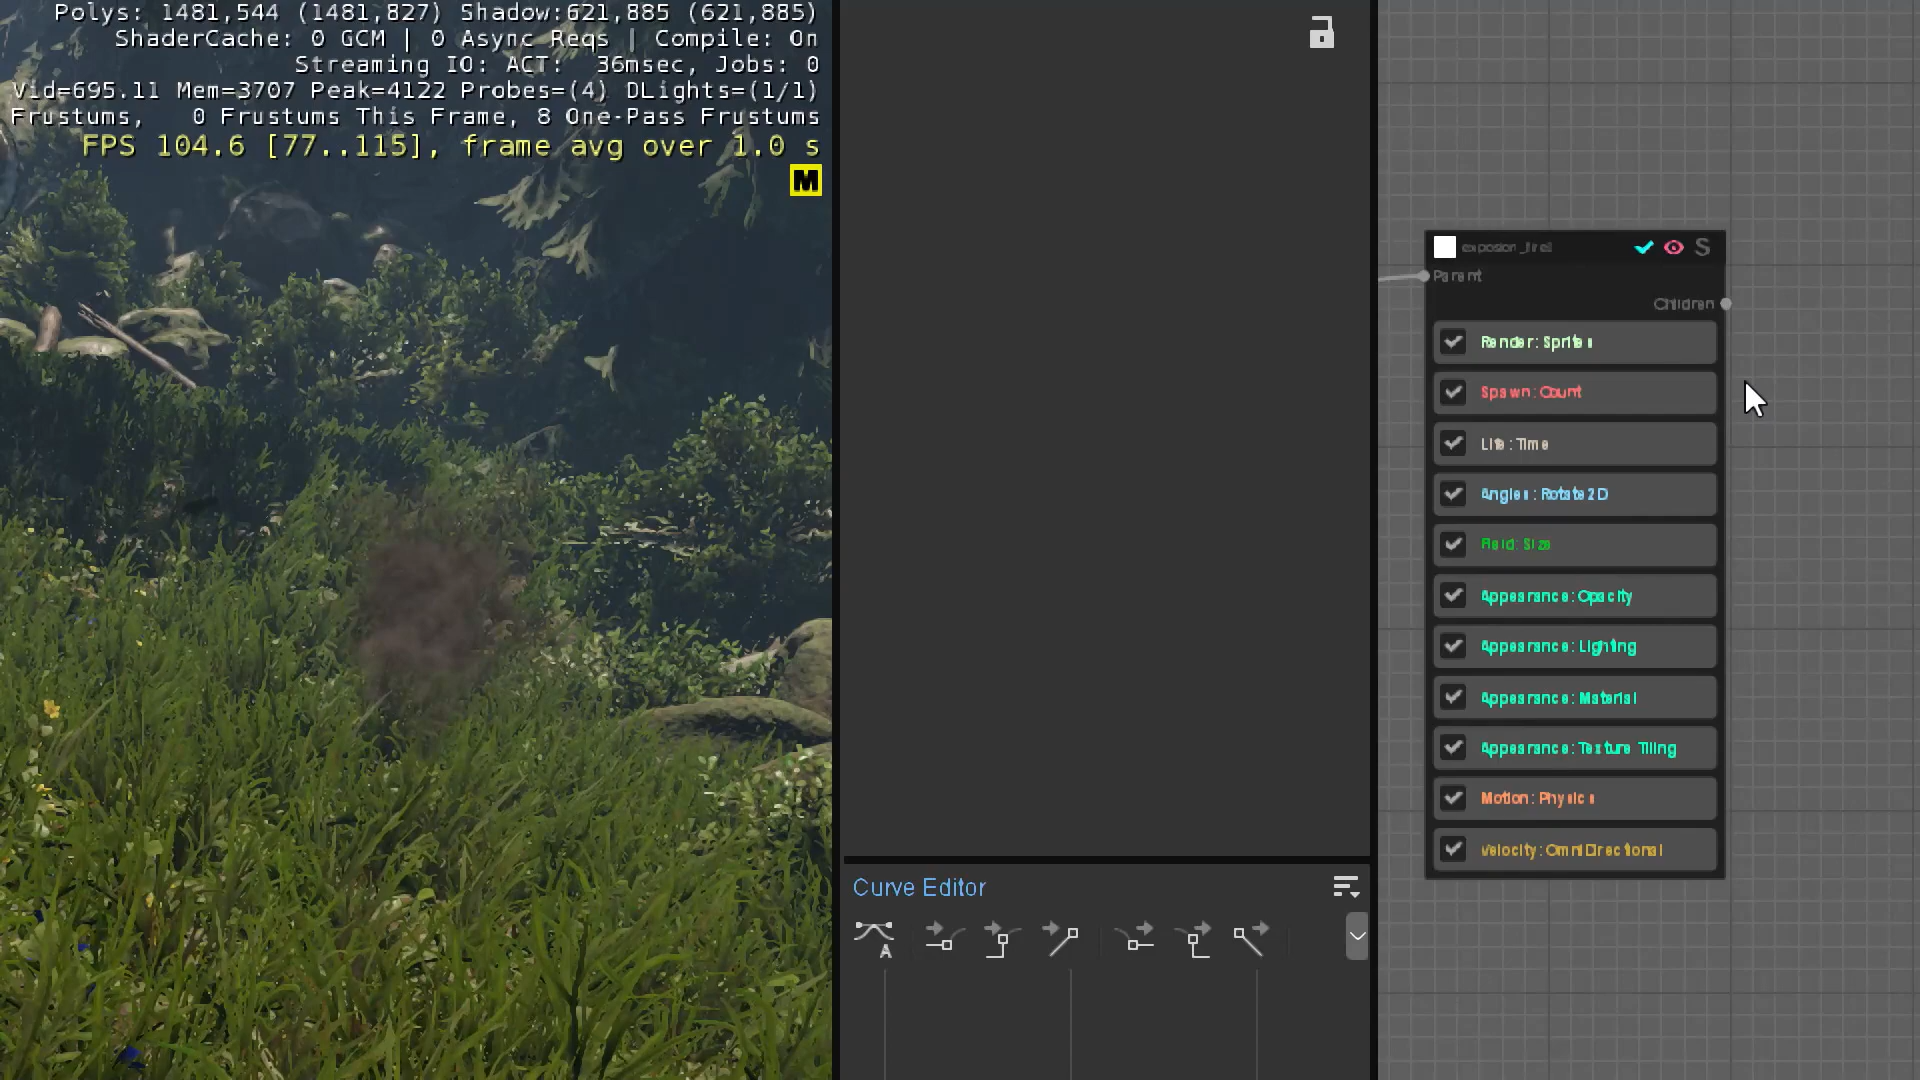 Polys: 1481,544 (1481,827) Shadow:621,885 (621,885)
ShaderCache: 0 GCM | 0 Async Reqs | Compile: On
Streaming IO: ACT: 36msec, Jobs: 0
Vid=695.11 Mem=3707 Peak=4122 Probes=(4) DLights=(1/1)
Frustums, 0 Frustums This Frame, 8 One-Pass Frustums
FPS 104.6 [77..115], frame avg over 1.0 s
M
Curve Editor
A
S
Parent
Children
Render: Sprites
Spawn: Count
Life: Time
Angles: Rotate2D
Field: Size
Appearance: Opacity
Appearance: Lighting
Appearance: Material
Appearance: Texture Tiling
Motion: Physics
Velocity: OmniDirectional